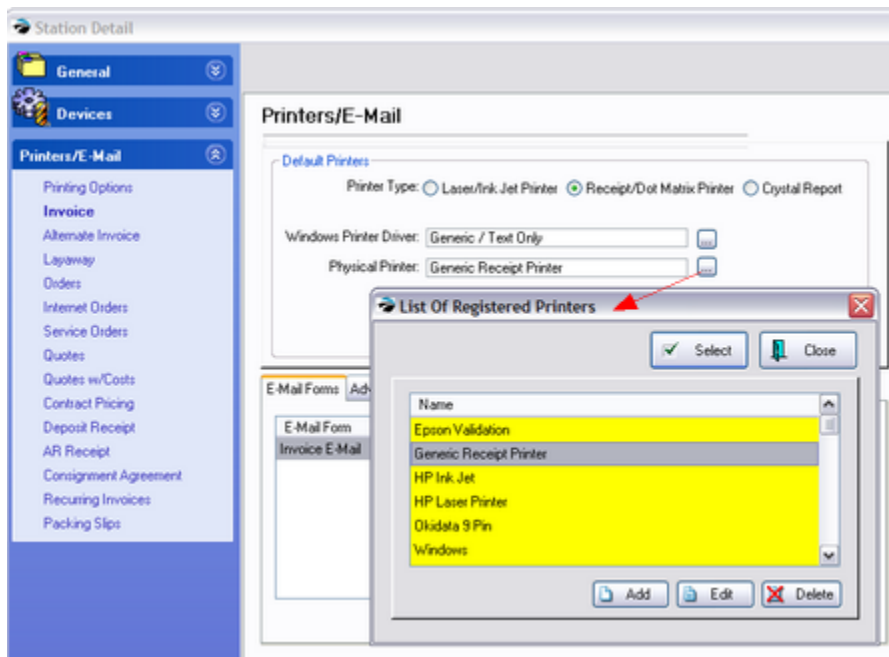 Station Detail
General
Devices
Printers/E-Mail
Printing Options
Invoice
Alternate Invoice
Layaway
Orders
Internet Orders
Service Orders
Quotes
Quotes w/Costs
Contract Pricing
Deposit Receipt
AR Receipt
Consignment Agreement
Recurring Invoices
Packing Slips
Printers/E-Mail
Default Printers
Printer Type: Laser/Ink Jet Printer Receipt/Dot Matrix Printer Crystal Report
Windows Printer Driver: Generic / Text Only ...
Physical Printer: Generic Receipt Printer ...
E-Mail Forms Adv
E-Mail Form
Invoice E-Mail
List Of Registered Printers
Select Close
Name
Epson Validation
Generic Receipt Printer
HP Ink Jet
HP Laser Printer
Okidata 9 Pin
Windows
Add Edit Delete